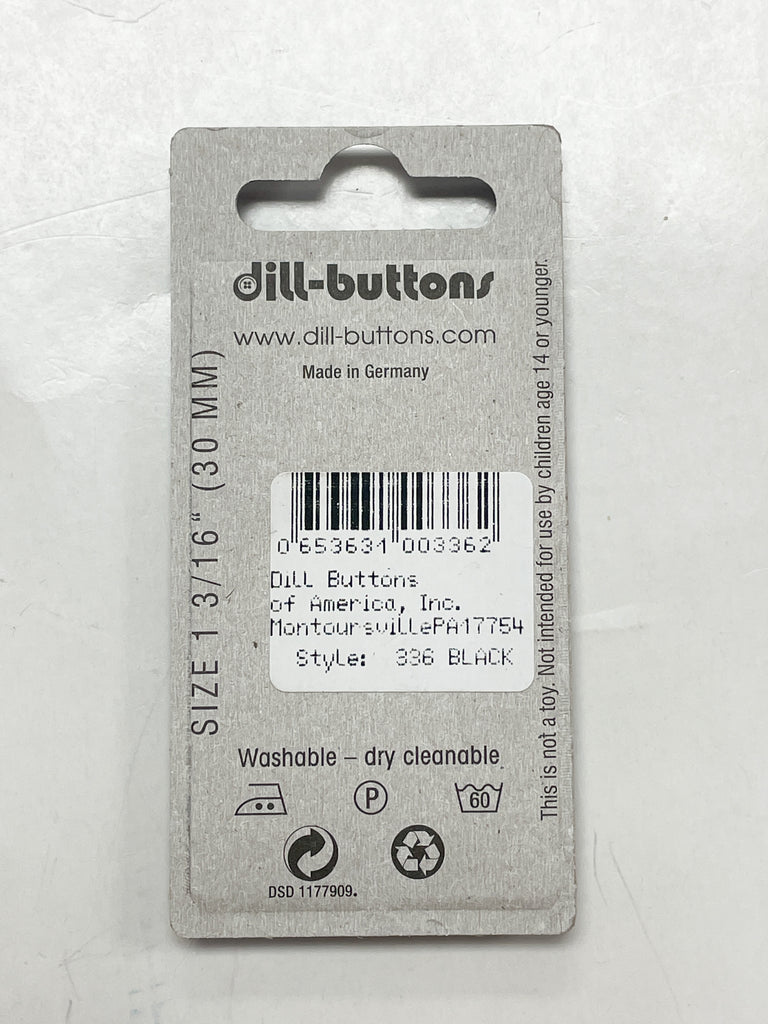 dill-buttons
www.dill-buttons.com
Made in Germany
SIZE 1 3/16" (30 MM)
This is not a toy. Not intended for use by children age 14 or younger.
0 653634 003362
Dill Buttons
of America, Inc.
MontoursvillePA17754
Style: 336 BLACK
Washable – dry cleanable
P
60
DSD 1177909.